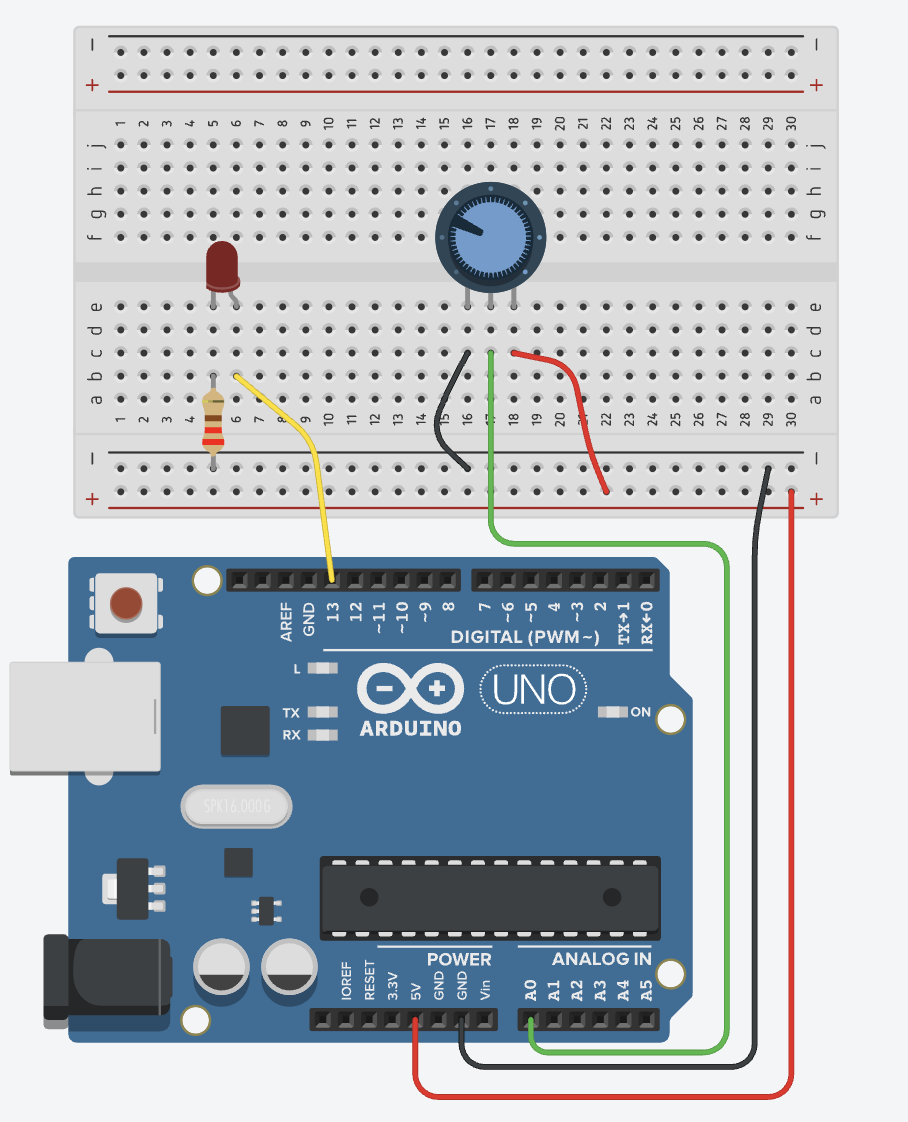 − −
+ +
1 2 3 4 5 6 7 8 9 10 11 12 13 14 15 16 17 18 19 20 21 22 23 24 25 26 27 28 29 30
j j
i i
h h
g g
f f
e e
d d
c c
b b
a a
1 2 3 4 5 6 7 8 9 10 11 12 13 14 15 16 17 18 19 20 21 22 23 24 25 26 27 28 29 30
− −
+ +
AREF GND 13 12 ~11 ~10 ~9 8 7 ~6 ~5 4 ~3 2 TX→1 RX←0
DIGITAL (PWM~)
L
TX
RX
ARDUINO
UNO
ON
SPKT6.000G
POWER
ANALOG IN
IOREF RESET 3.3V 5V GND GND Vin A0 A1 A2 A3 A4 A5